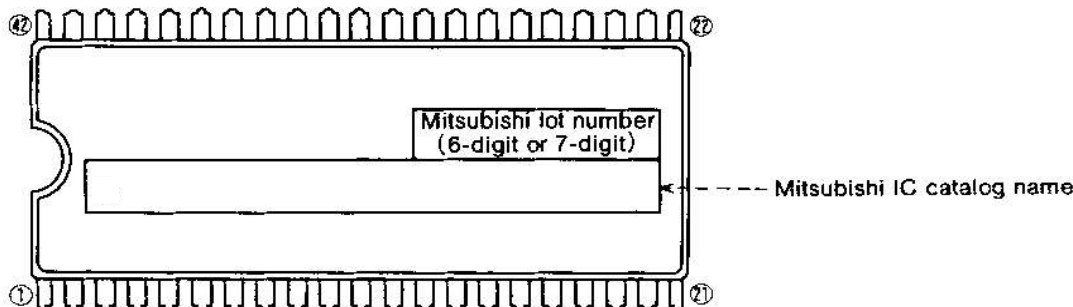 ㊷ ㉒
Mitsubishi lot number
(6-digit or 7-digit)
Mitsubishi IC catalog name
① ㉑